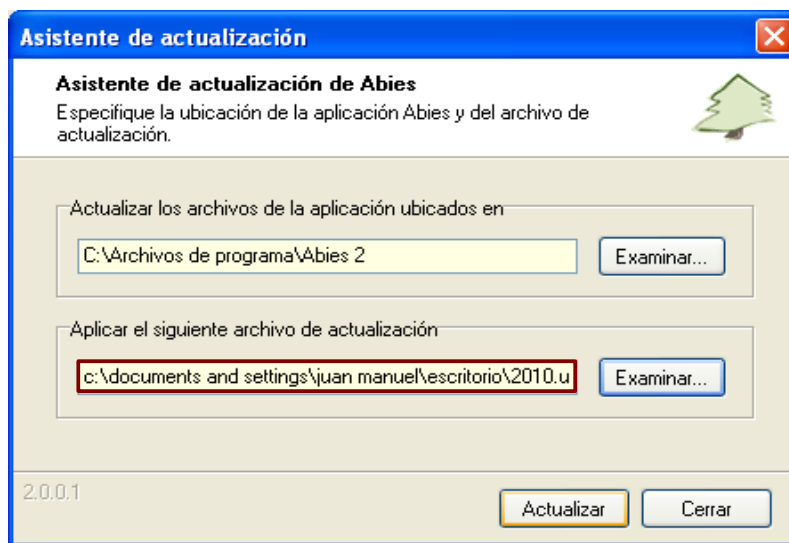 Asistente de actualización
Asistente de actualización de Abies
Especifique la ubicación de la aplicación Abies y del archivo de
actualización.
Actualizar los archivos de la aplicación ubicados en
C:\Archivos de programa\Abies 2
Examinar...
Aplicar el siguiente archivo de actualización
c:\documents and settings\juan manuel\escritorio\2010.u
Examinar...
2.0.0.1
Actualizar
Cerrar